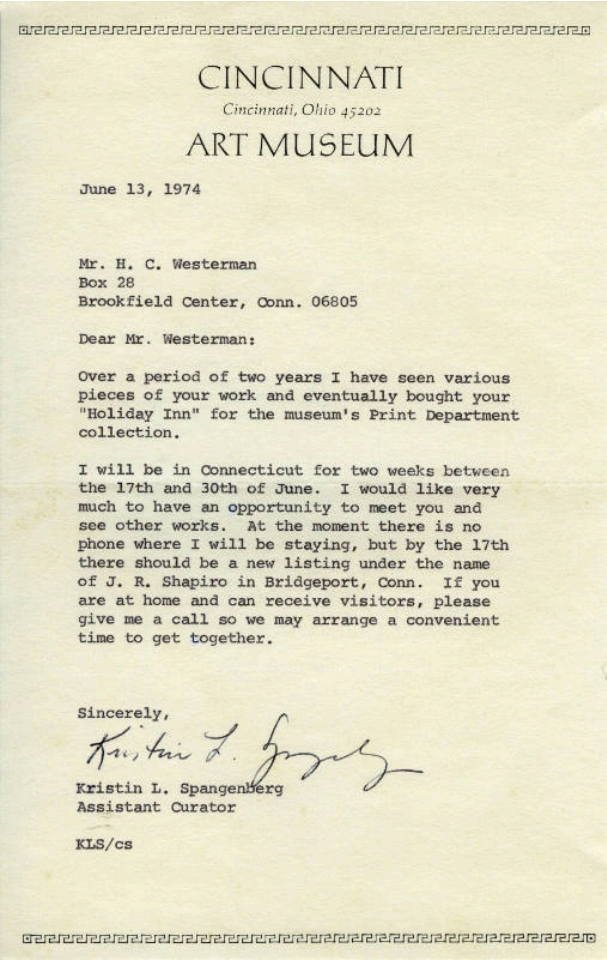 CINCINNATI
Cincinnati, Ohio 45202
ART MUSEUM
June 13, 1974
Mr. H. C. Westerman
Box 28
Brookfield Center, Conn. 06805
Dear Mr. Westerman:
Over a period of two years I have seen various
pieces of your work and eventually bought your
"Holiday Inn" for the museum's Print Department
collection.
I will be in Connecticut for two weeks between
the 17th and 30th of June. I would like very
much to have an opportunity to meet you and
see other works. At the moment there is no
phone where I will be staying, but by the 17th
there should be a new listing under the name
of J. R. Shapiro in Bridgeport, Conn. If you
are at home and can receive visitors, please
give me a call so we may arrange a convenient
time to get together.
Sincerely,
Kristin L. Spangenberg
Kristin L. Spangenberg
Assistant Curator
KLS/cs